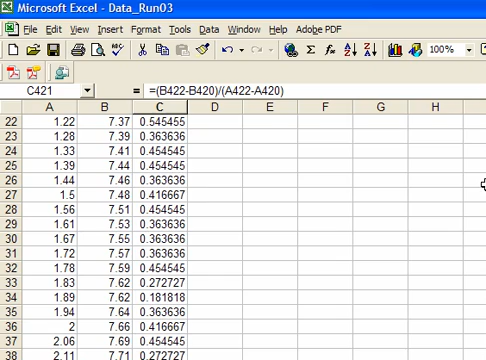 Microsoft Excel - Data_Run03
File Edit View Insert Format Tools Data Window Help Adobe PDF
100%
C421 = =(B422-B420)/(A422-A420)
A B C D E F G H
22 1.22 7.37 0.545455
23 1.28 7.39 0.363636
24 1.33 7.41 0.454545
25 1.39 7.44 0.454545
26 1.44 7.46 0.363636
27 1.5 7.48 0.416667
28 1.56 7.51 0.454545
29 1.61 7.53 0.363636
30 1.67 7.55 0.363636
31 1.72 7.57 0.363636
32 1.78 7.59 0.454545
33 1.83 7.62 0.272727
34 1.89 7.62 0.181818
35 1.94 7.64 0.363636
36 2 7.66 0.416667
37 2.06 7.69 0.454545
38 2.11 7.71 0.272727